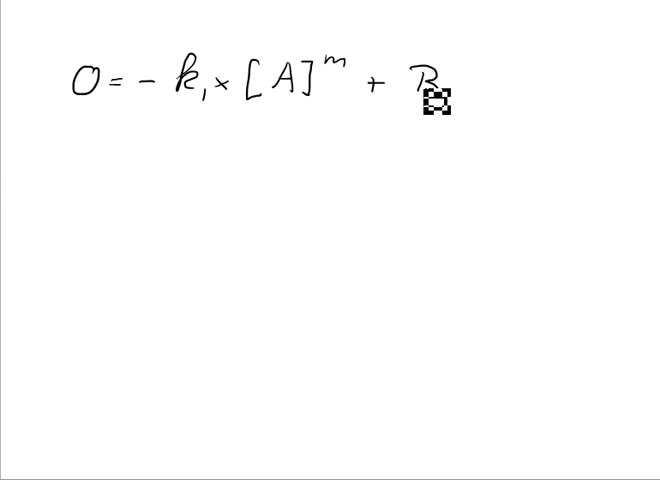 0 = - k₁ × [A]ᵐ + R